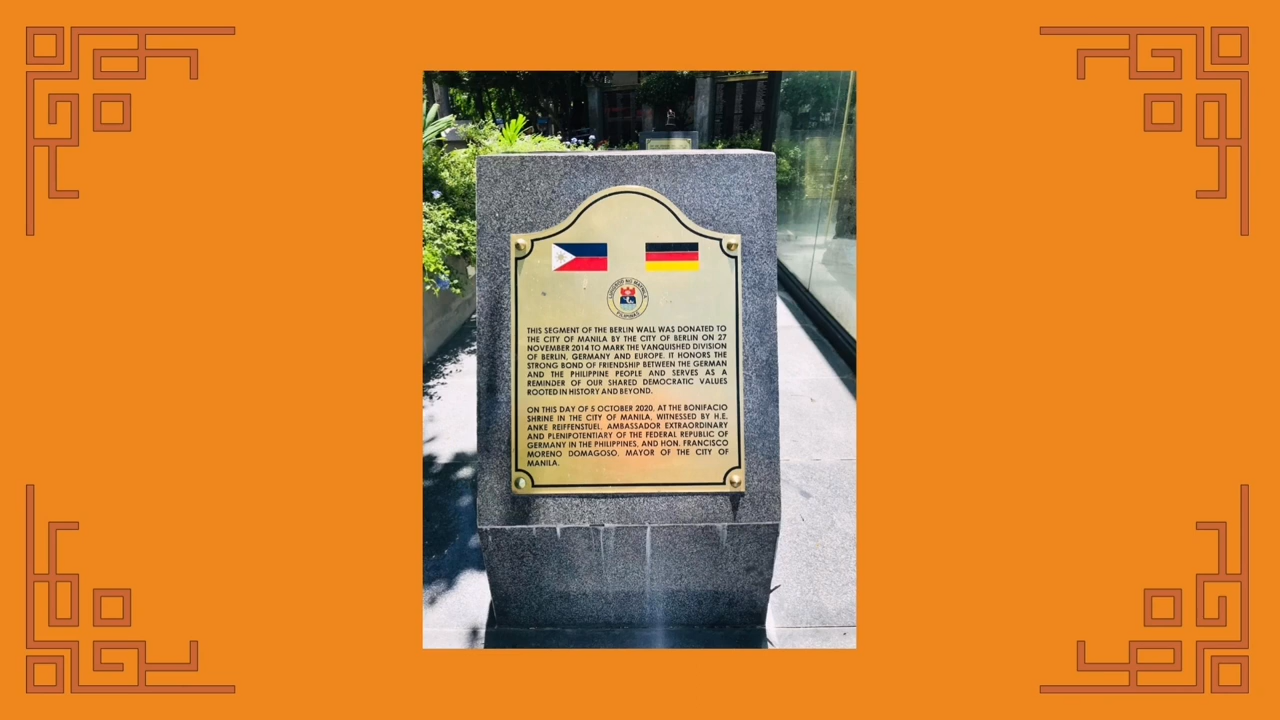 LUNGSOD NG MAYNILA
PILIPINAS
THIS SEGMENT OF THE BERLIN WALL WAS DONATED TO
THE CITY OF MANILA BY THE CITY OF BERLIN ON 27
NOVEMBER 2014 TO MARK THE VANQUISHED DIVISION
OF BERLIN, GERMANY AND EUROPE. IT HONORS THE
STRONG BOND OF FRIENDSHIP BETWEEN THE GERMAN
AND THE PHILIPPINE PEOPLE AND SERVES AS A
REMINDER OF OUR SHARED DEMOCRATIC VALUES
ROOTED IN HISTORY AND BEYOND.
ON THIS DAY OF 5 OCTOBER 2020, AT THE BONIFACIO
SHRINE IN THE CITY OF MANILA, WITNESSED BY H.E.
ANKE REIFFENSTUEL, AMBASSADOR EXTRAORDINARY
AND PLENIPOTENTIARY OF THE FEDERAL REPUBLIC OF
GERMANY IN THE PHILIPPINES, AND HON. FRANCISCO
MORENO DOMAGOSO, MAYOR OF THE CITY OF
MANILA.